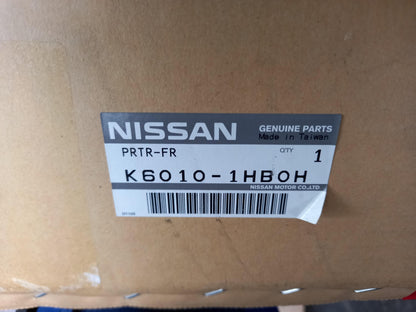 NISSAN GENUINE PARTS
Made in Taiwan
PRTR-FR QTY 1
K6010-1HB0H
NISSAN MOTOR CO.,LTD.